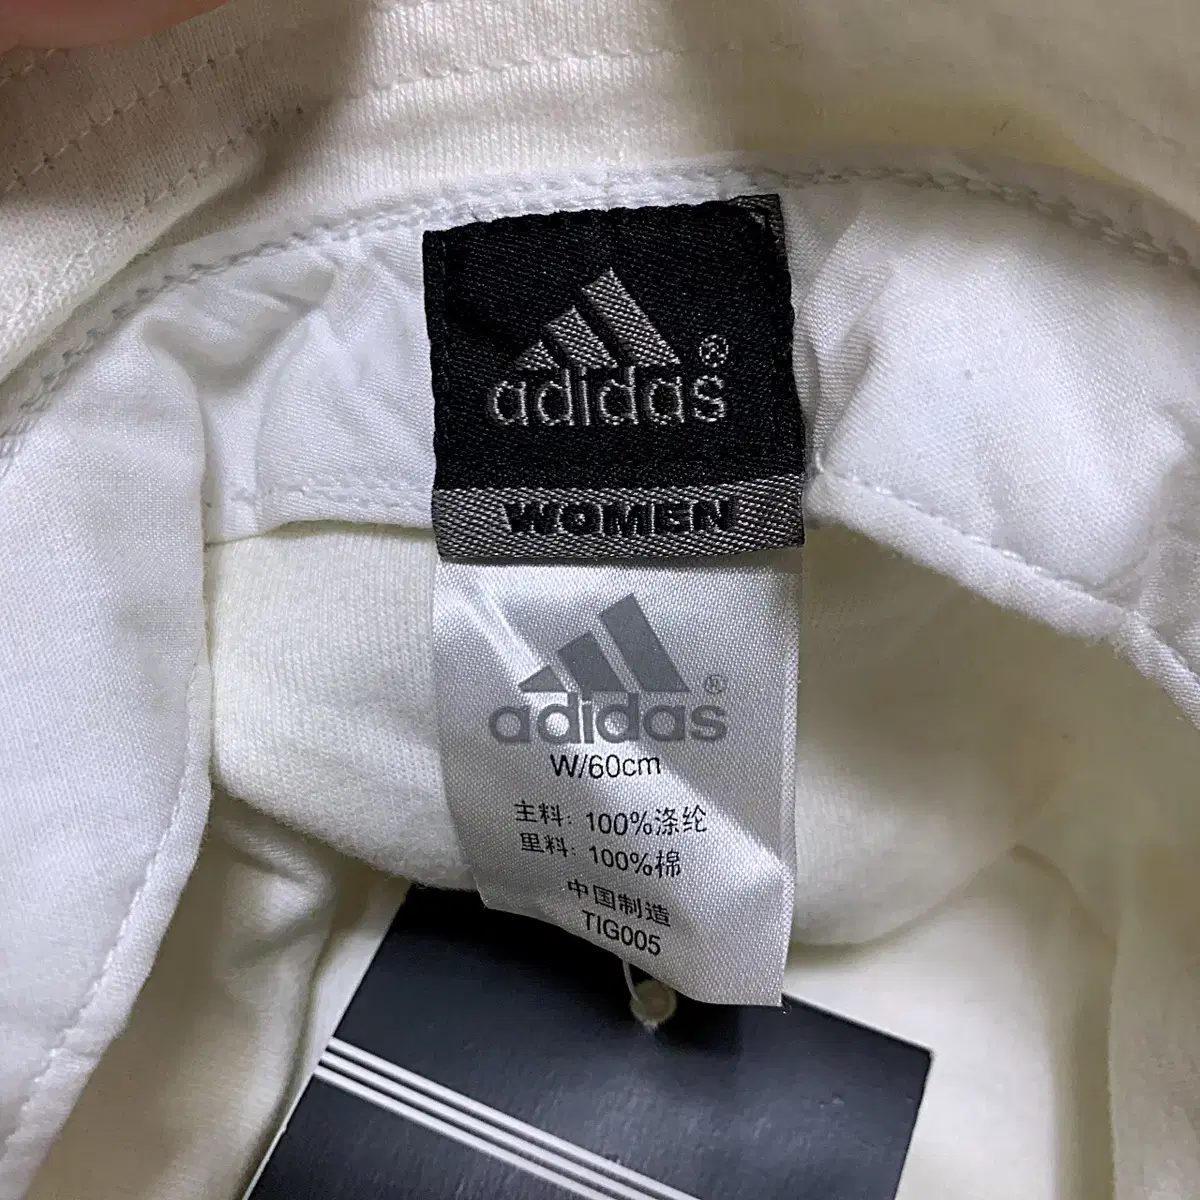 adidas®
WOMEN
adidas®
W/60cm
主料: 100%涤纶
里料: 100%棉
中国制造
TIG005